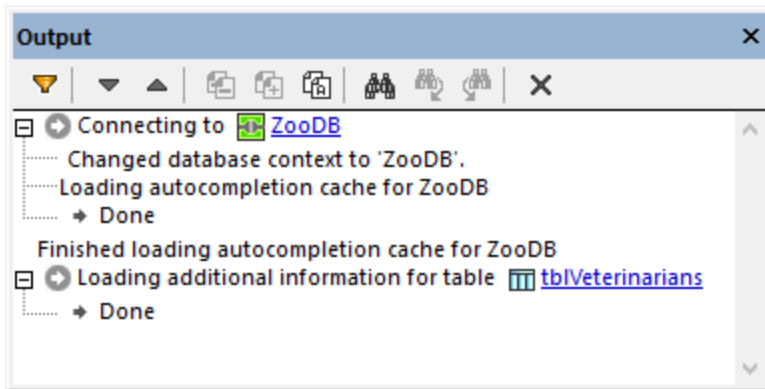 Output
Connecting to ZooDB
Changed database context to 'ZooDB'.
Loading autocompletion cache for ZooDB
Done
Finished loading autocompletion cache for ZooDB
Loading additional information for table tblVeterinarians
Done